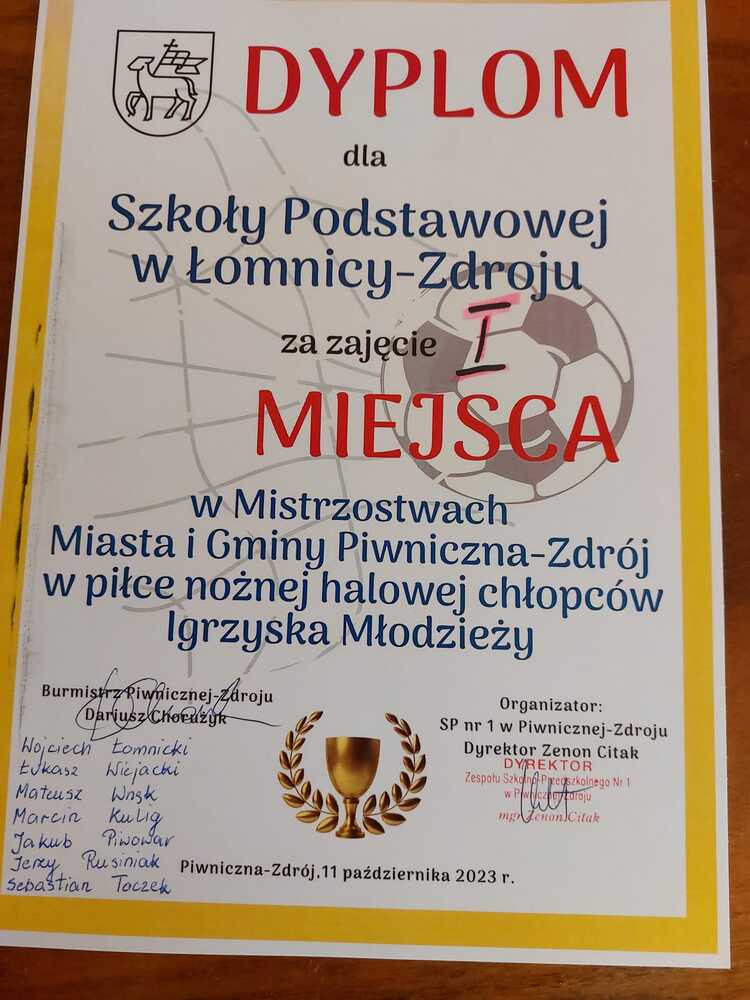 DYPLOM
dla
Szkoły Podstawowej
w Łomnicy-Zdroju
za zajęcie I
MIEJSCA
w Mistrzostwach
Miasta i Gminy Piwniczna-Zdrój
w piłce nożnej halowej chłopców
Igrzyska Młodzieży
Burmistrz Piwnicznej-Zdroju
Dariusz Chorużyk
Wojciech Łomnicki
Łukasz Wicjacki
Mateusz
Marcin Kulig
Jakub Piwowar
Jerzy Rusiniak
Sebastian Toczek
Organizator:
SP nr 1 w Piwnicznej-Zdroju
Dyrektor Zenon Citak
DYREKTOR
Zespołu Szkolno-Przedszkolnego Nr 1
w Piwnicznej-Zdroju
mgr Zenon Citak
Piwniczna-Zdrój,11 października 2023 r.